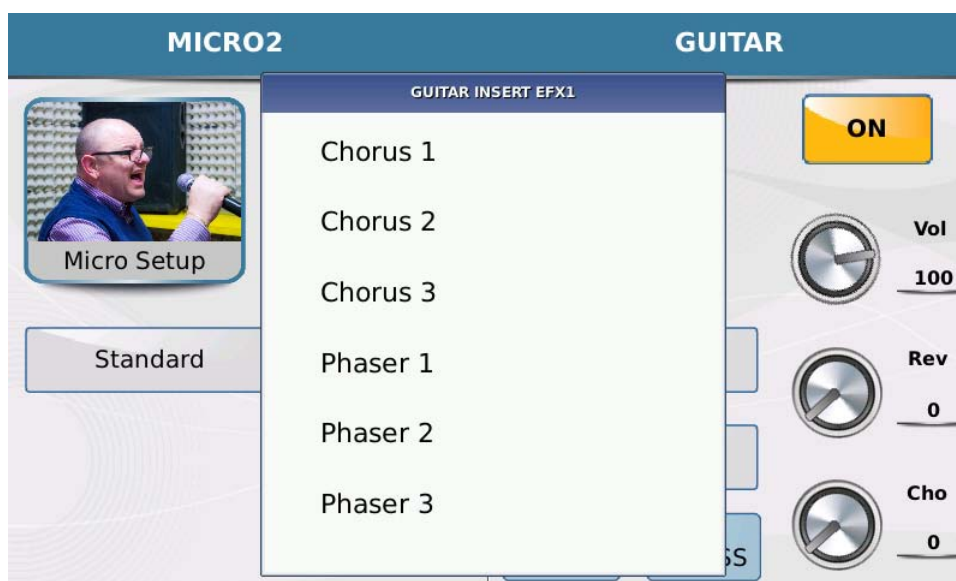 MICRO2
GUITAR
GUITAR INSERT EFX1
Chorus 1
Chorus 2
Chorus 3
Phaser 1
Phaser 2
Phaser 3
Micro Setup
Standard
ON
Vol
100
Rev
0
Cho
0